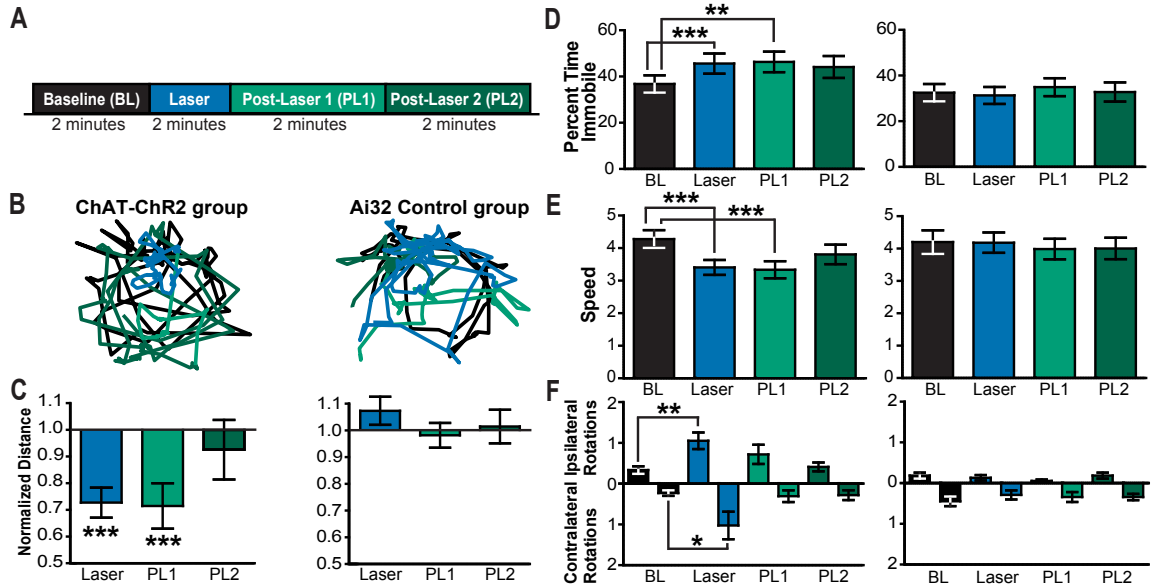 A
Baseline (BL) Laser Post-Laser 1 (PL1) Post-Laser 2 (PL2)
2 minutes 2 minutes 2 minutes 2 minutes
B
ChAT-ChR2 group Ai32 Control group
C
Normalized Distance
1.1
1.0
0.9
0.8
0.7
0.6
0.5
*** ***
Laser PL1 PL2
1.1
1.0
0.9
0.8
0.7
0.6
0.5
Laser PL1 PL2
D
Percent Time
Immobile
60
40
20
0
***
**
BL Laser PL1 PL2
60
40
20
0
BL Laser PL1 PL2
E
Speed
5
4
3
2
1
0
***
***
BL Laser PL1 PL2
5
4
3
2
1
0
BL Laser PL1 PL2
F
Contralateral Ipsilateral
Rotations Rotations
2
1
0
1
2
**
*
BL Laser PL1 PL2
2
1
0
1
2
BL Laser PL1 PL2